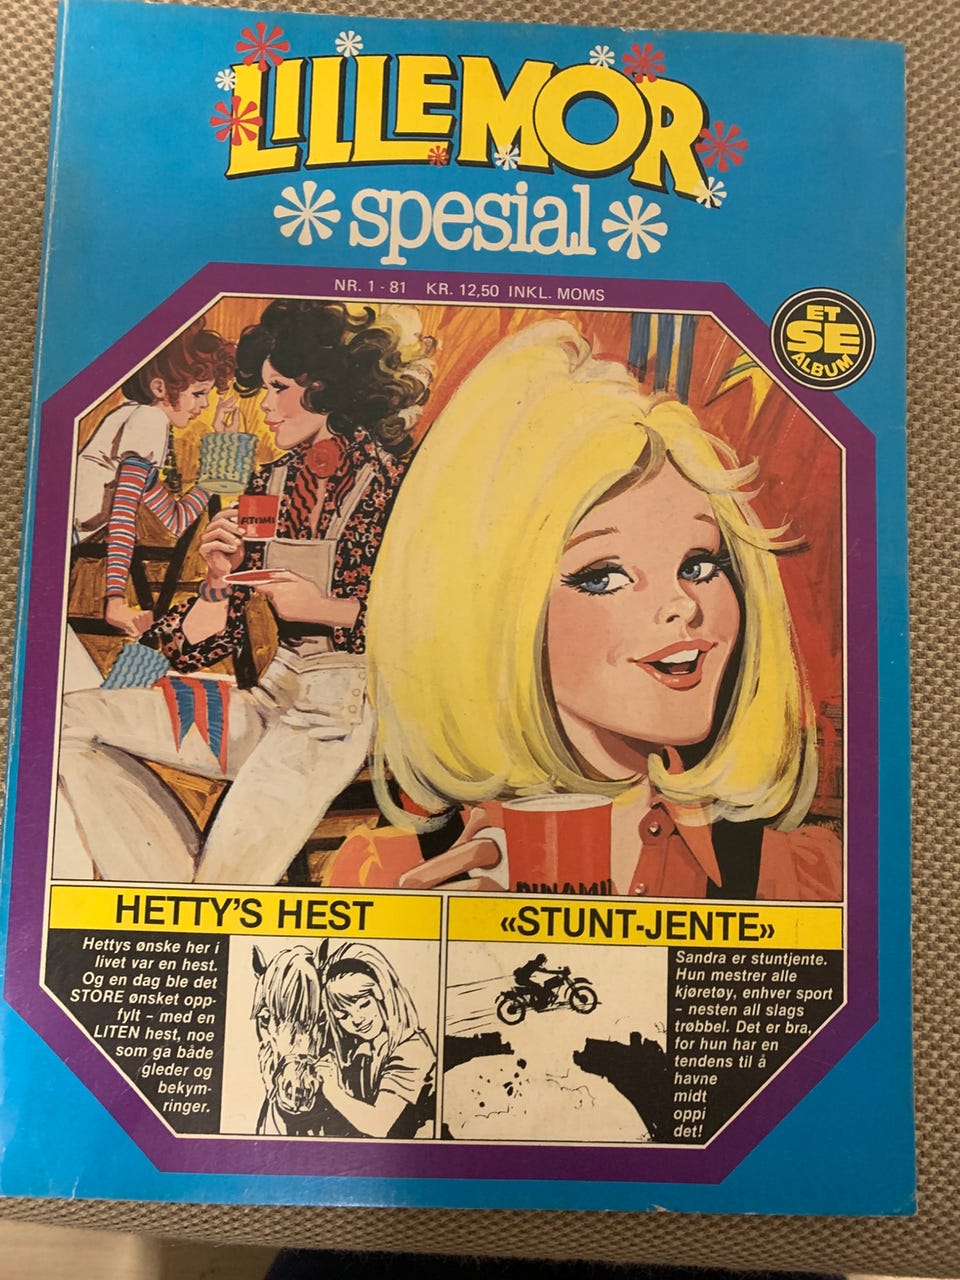 LILLEMOR
spesial
NR. 1 - 81 KR. 12,50 INKL. MOMS
ET
SE
ALBUM
ATOMI
DINAMI
HETTY'S HEST
Hettys ønske her i
livet var en hest.
Og en dag ble det
STORE ønsket opp-
fylt – med en
LITEN hest, noe
som ga både
gleder og
bekym-
ringer.
«STUNT-JENTE»
Sandra er stuntjente.
Hun mestrer alle
kjøretøy, enhver sport
– nesten all slags
trøbbel. Det er bra,
for hun har en
tendens til å
havne
midt
oppi
det!